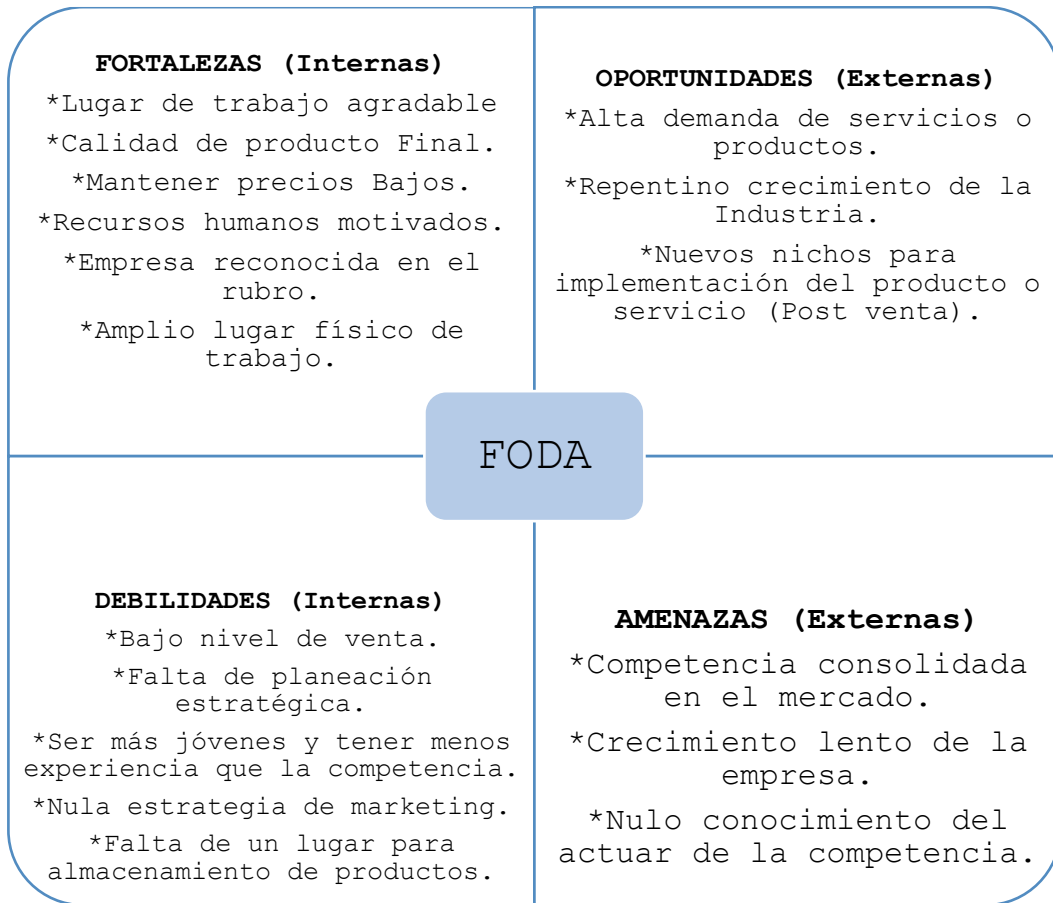 FORTALEZAS (Internas)
*Lugar de trabajo agradable
*Calidad de producto Final.
*Mantener precios Bajos.
*Recursos humanos motivados.
*Empresa reconocida en el
rubro.
*Amplio lugar físico de
trabajo.
OPORTUNIDADES (Externas)
*Alta demanda de servicios o
productos.
*Repentino crecimiento de la
Industria.
*Nuevos nichos para
implementación del producto o
servicio (Post venta).
FODA
DEBILIDADES (Internas)
*Bajo nivel de venta.
*Falta de planeación
estratégica.
*Ser más jóvenes y tener menos
experiencia que la competencia.
*Nula estrategia de marketing.
*Falta de un lugar para
almacenamiento de productos.
AMENAZAS (Externas)
*Competencia consolidada
en el mercado.
*Crecimiento lento de la
empresa.
*Nulo conocimiento del
actuar de la competencia.